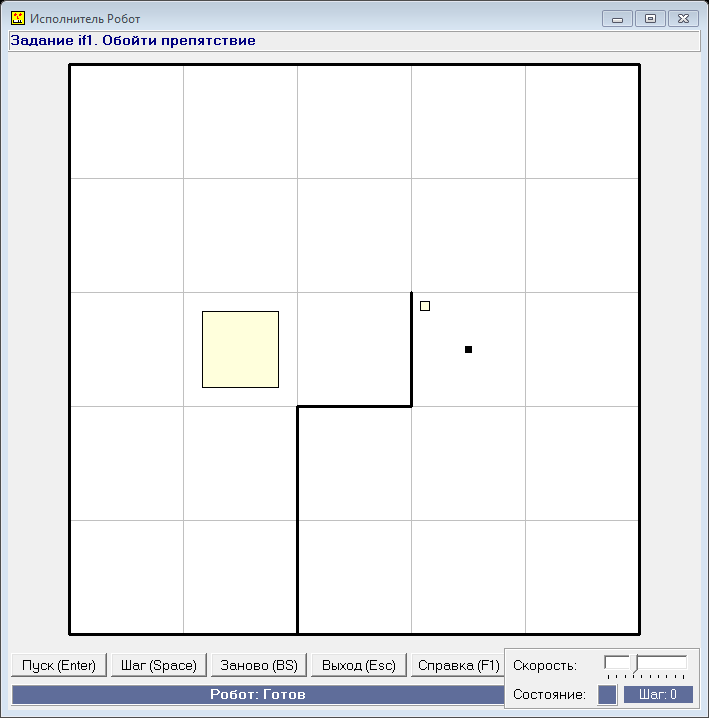 Исполнитель Робот
Задание if1. Обойти препятствие
Пуск (Enter) Шаг (Space) Заново (BS) Выход (Esc) Справка (F1) Скорость:
Робот: Готов Состояние: Шаг: 0